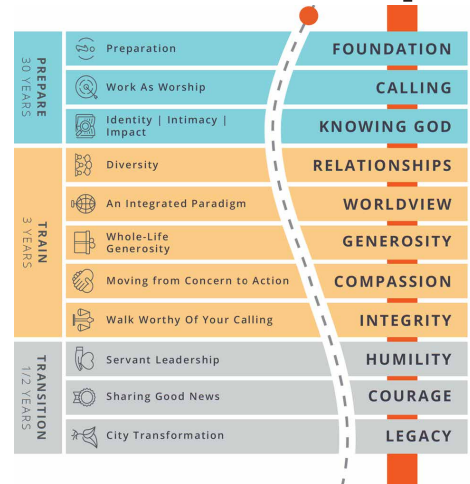 PREPARE
30 YEARS
Preparation
FOUNDATION
Work As Worship
CALLING
Identity | Intimacy |
Impact
KNOWING GOD
TRAIN
3 YEARS
Diversity
RELATIONSHIPS
An Integrated Paradigm
WORLDVIEW
Whole-Life
Generosity
GENEROSITY
Moving from Concern to Action
COMPASSION
Walk Worthy Of Your Calling
INTEGRITY
TRANSITION
1/2 YEARS
Servant Leadership
HUMILITY
Sharing Good News
COURAGE
City Transformation
LEGACY